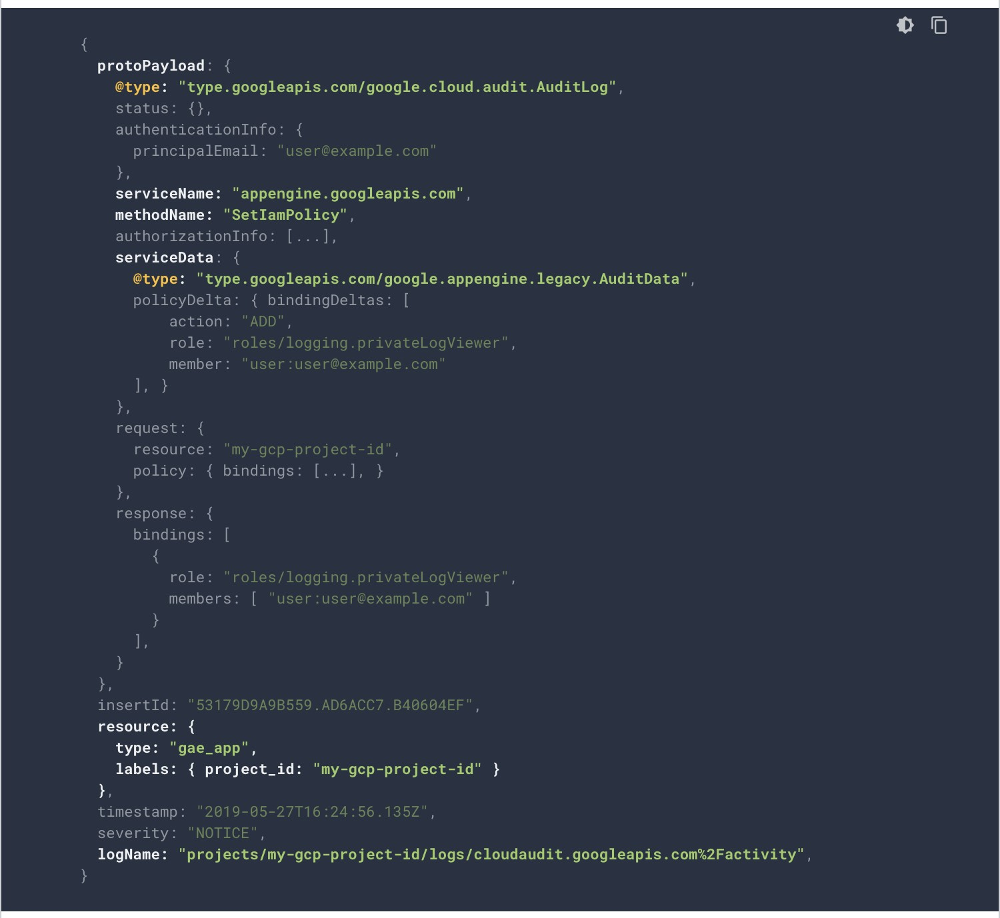 {
  protoPayload: {
    @type: "type.googleapis.com/google.cloud.audit.AuditLog",
    status: {},
    authenticationInfo: {
      principalEmail: "user@example.com"
    },
    serviceName: "appengine.googleapis.com",
    methodName: "SetIamPolicy",
    authorizationInfo: [...],
    serviceData: {
      @type: "type.googleapis.com/google.appengine.legacy.AuditData",
      policyDelta: { bindingDeltas: [
          action: "ADD",
          role: "roles/logging.privateLogViewer",
          member: "user:user@example.com"
      ], }
    },
    request: {
      resource: "my-gcp-project-id",
      policy: { bindings: [...], }
    },
    response: {
      bindings: [
        {
          role: "roles/logging.privateLogViewer",
          members: [ "user:user@example.com" ]
        }
      ],
    }
  },
  insertId: "53179D9A9B559.AD6ACC7.B40604EF",
  resource: {
    type: "gae_app",
    labels: { project_id: "my-gcp-project-id" }
  },
  timestamp: "2019-05-27T16:24:56.135Z",
  severity: "NOTICE",
  logName: "projects/my-gcp-project-id/logs/cloudaudit.googleapis.com%2Factivity",
}